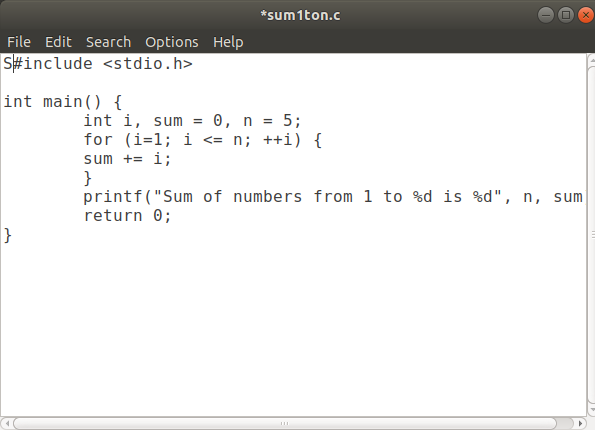 *sum1ton.c
File Edit Search Options Help
S#include <stdio.h>
int main() {
        int i, sum = 0, n = 5;
        for (i=1; i <= n; ++i) {
        sum += i;
        }
        printf("Sum of numbers from 1 to %d is %d", n, sum
        return 0;
}